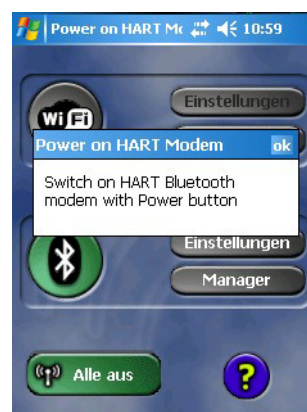 Power on HART Mc 10:59
Einstellungen
Wi Fi
Power on HART Modem ok
Switch on HART Bluetooth
modem with Power button
Einstellungen
Manager
Alle aus
?